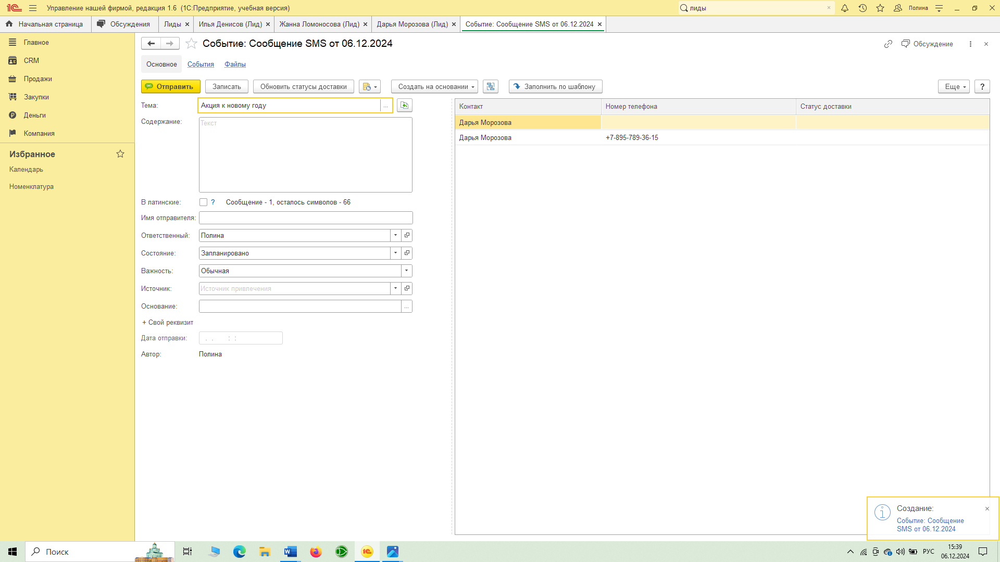 Управление нашей фирмой, редакция 1.6 (1С:Предприятие, учебная версия)
лиды
Полина
Начальная страница
Обсуждения
Лиды
Илья Денисов (Лид)
Жанна Ломоносова (Лид)
Дарья Морозова (Лид)
Событие: Сообщение SMS от 06.12.2024
Главное
CRM
Продажи
Закупки
Деньги
Компания
Избранное
Календарь
Номенклатура
Событие: Сообщение SMS от 06.12.2024
Обсуждение
Основное
События
Файлы
Отправить
Записать
Обновить статусы доставки
Создать на основании
Заполнить по шаблону
Еще
?
Тема:
Акция к новому году
...
Содержание:
Текст
В латинские:
?
Сообщение - 1, осталось символов - 66
Имя отправителя:
Ответственный:
Полина
Состояние:
Запланировано
Важность:
Обычная
Источник:
Источник привлечения
Основание:
...
+ Свой реквизит
Дата отправки:
. . : :
Автор:
Полина
Контакт
Номер телефона
Статус доставки
Дарья Морозова
Дарья Морозова
+7-895-789-36-15
Создание:
Событие: Сообщение
SMS от 06.12.2024
Поиск
РУС
15:39
06.12.2024